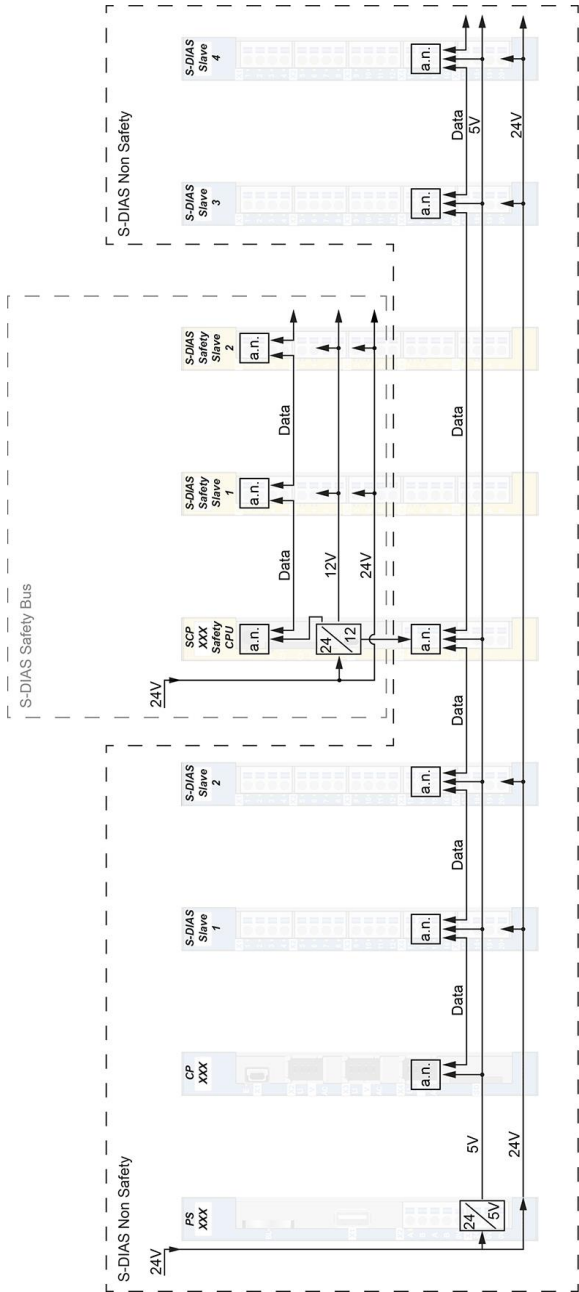 S-DIAS Non Safety
24V
PS
XXX
24
5V
5V
24V
CP
XXX
a.n.
Data
S-DIAS
Slave
1
a.n.
Data
S-DIAS
Slave
2
a.n.
Data
S-DIAS Safety Bus
24V
SCP
XXX
Safety
CPU
a.n.
24
12
a.n.
Data
12V
24V
S-DIAS
Safety
Slave
1
a.n.
Data
S-DIAS
Safety
Slave
2
a.n.
Data
S-DIAS Non Safety
S-DIAS
Slave
3
a.n.
Data
5V
24V
S-DIAS
Slave
4
a.n.